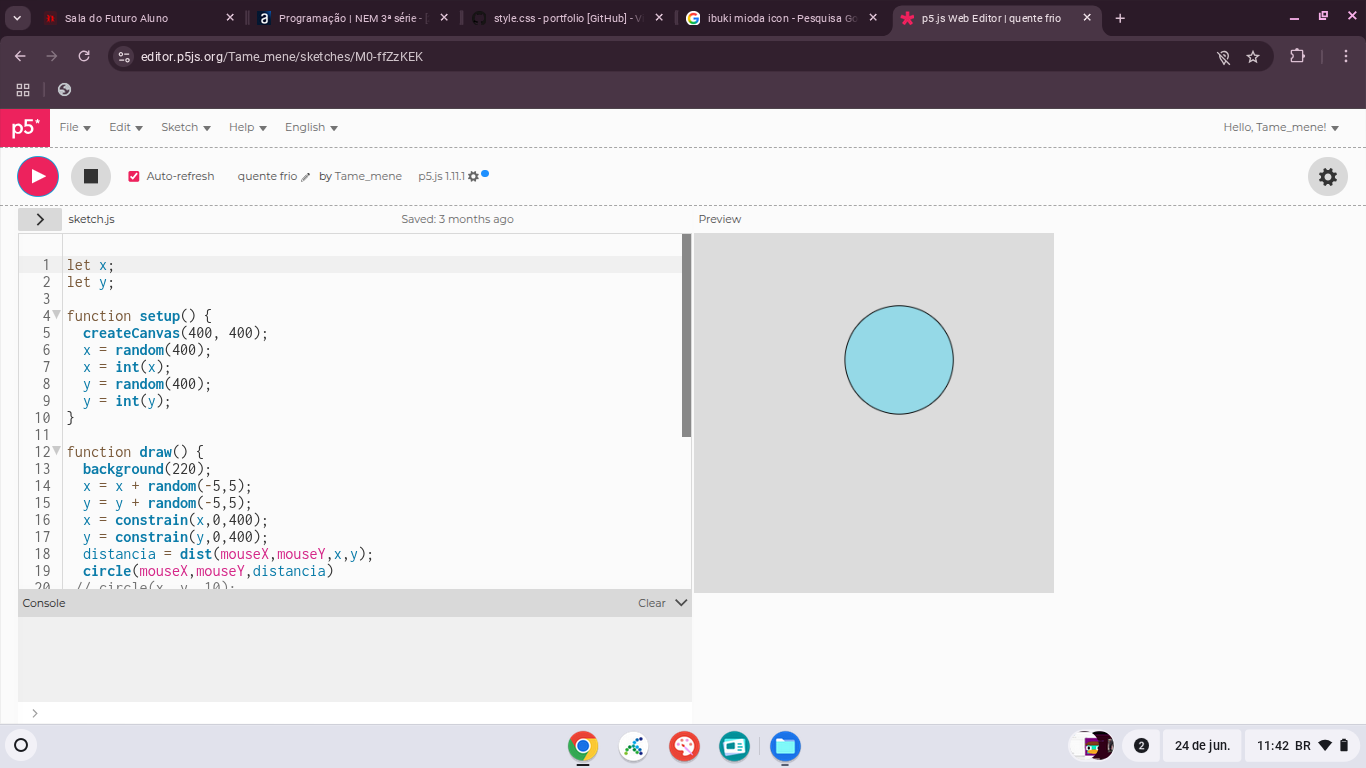 Sala do Futuro Aluno
Programação | NEM 3ª série -
style.css - portfolio [GitHub] -
ibuki mioda icon - Pesquisa Go
p5.js Web Editor | quente frio
editor.p5js.org/Tame_mene/sketches/M0-ffZzKEK
p5* File Edit Sketch Help English Hello, Tame_mene!
Auto-refresh quente frio by Tame_mene p5.js 1.11.1
> sketch.js Saved: 3 months ago Preview
1 let x;
2 let y;
3
4 function setup() {
5 createCanvas(400, 400);
6 x = random(400);
7 x = int(x);
8 y = random(400);
9 y = int(y);
10 }
11
12 function draw() {
13 background(220);
14 x = x + random(-5,5);
15 y = y + random(-5,5);
16 x = constrain(x,0,400);
17 y = constrain(y,0,400);
18 distancia = dist(mouseX,mouseY,x,y);
19 circle(mouseX,mouseY,distancia)
20 // circle(x, y, 10);
Console Clear
>
2 24 de jun. 11:42 BR